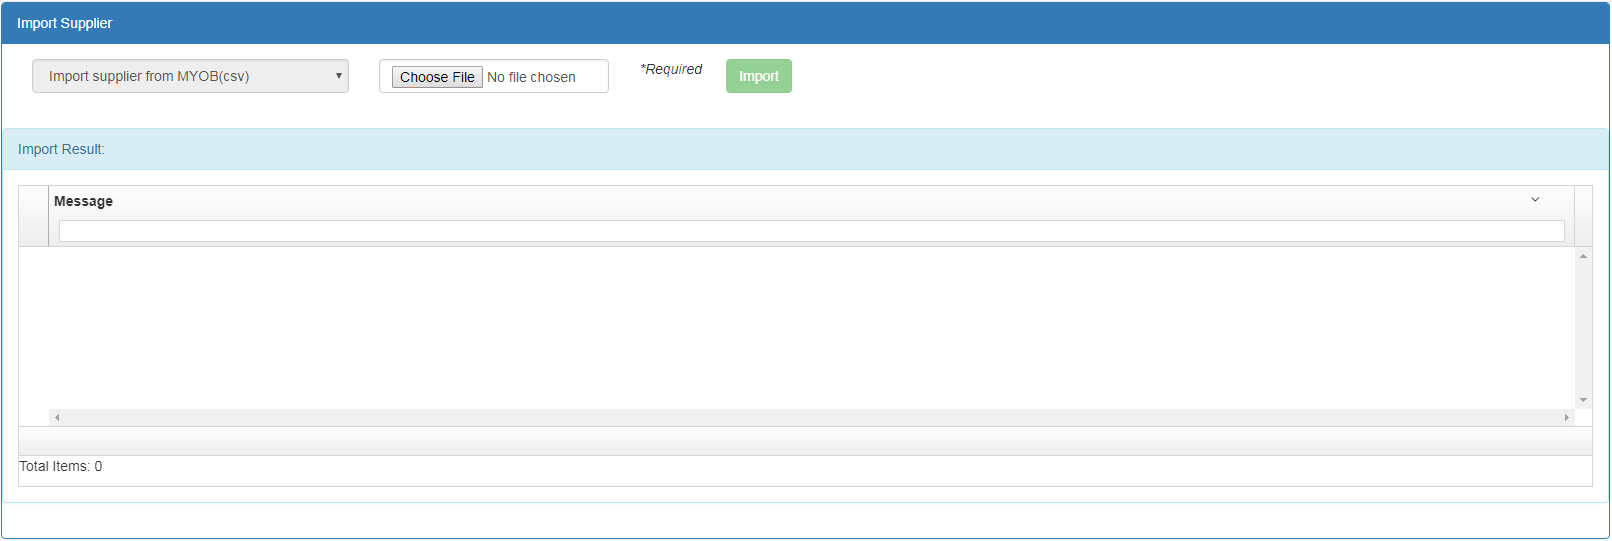 Import Supplier
Import supplier from MYOB(csv)
Choose File No file chosen
*Required
Import
Import Result:
Message
Total Items: 0